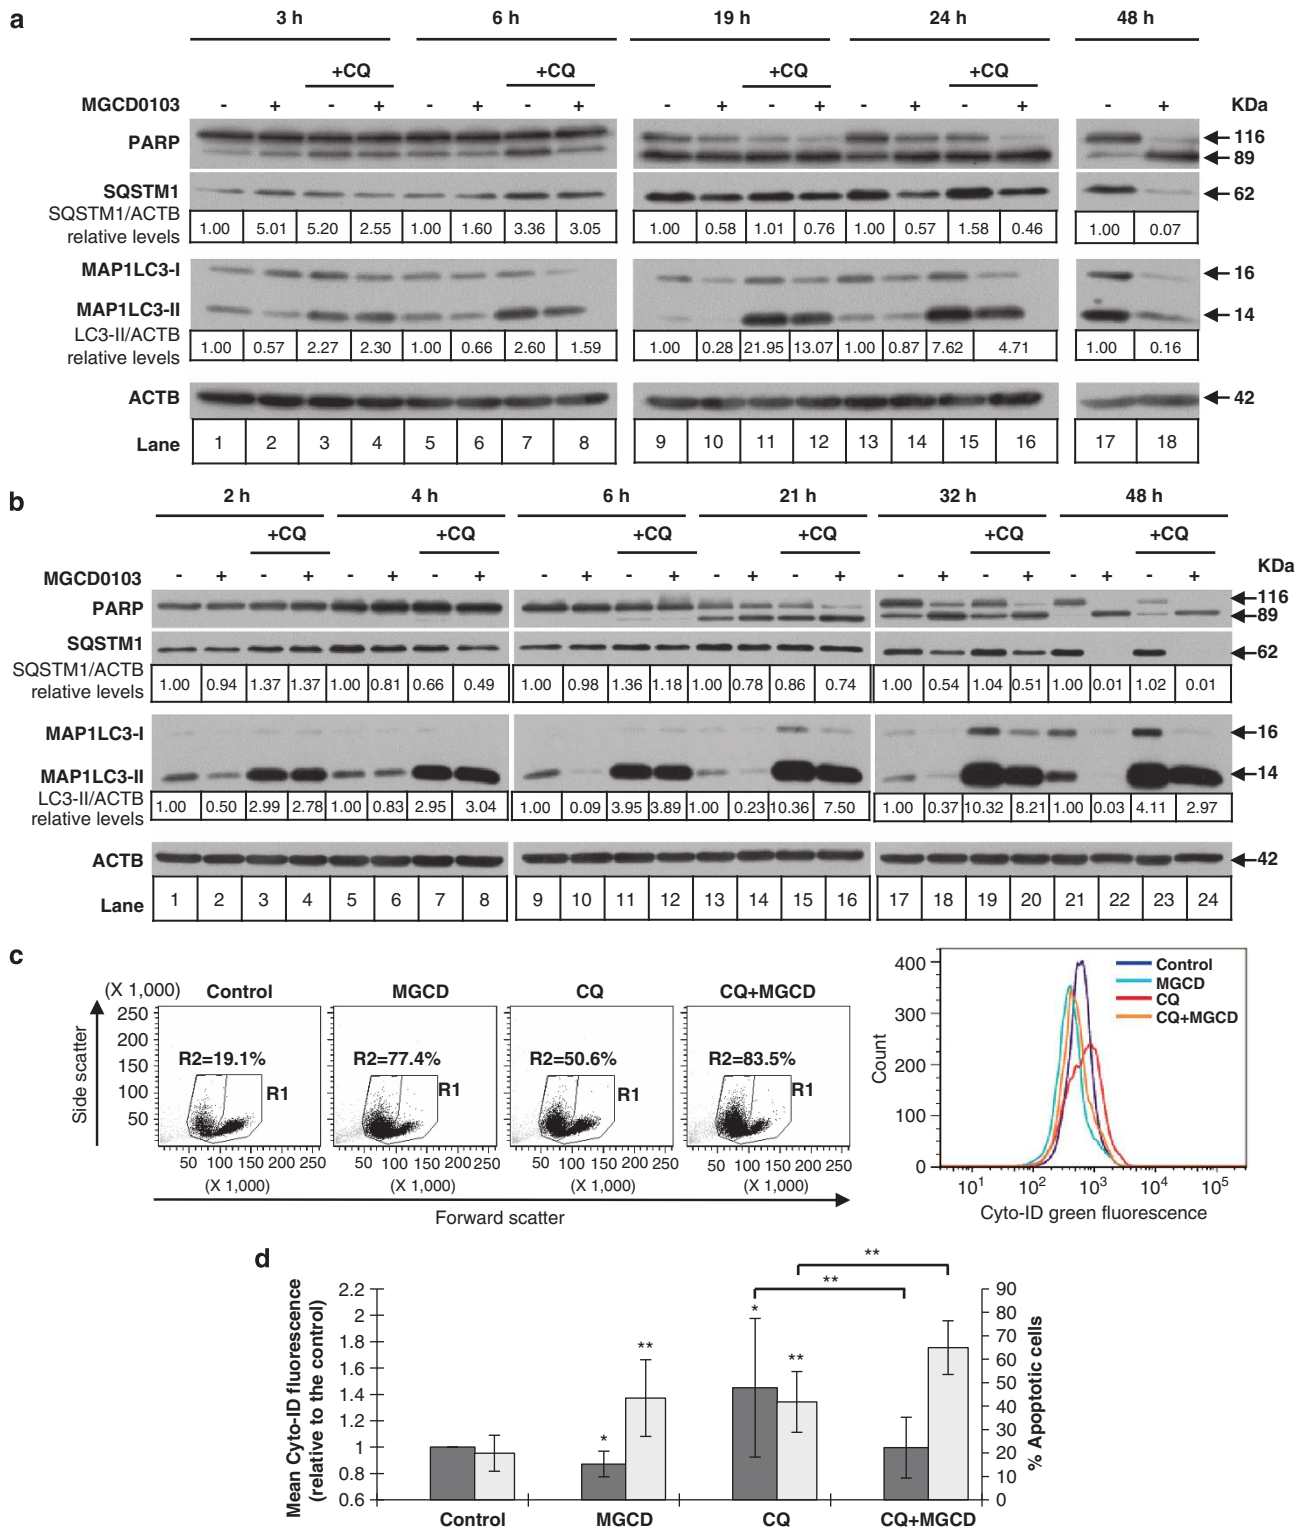 a
3 h 6 h 19 h 24 h 48 h
+CQ +CQ +CQ +CQ
MGCD0103 - + - + - + - + - + - + - + - + - + KDa
PARP 116
89
SQSTM1 62
SQSTM1/ACTB
relative levels
1.00 5.01 5.20 2.55 1.00 1.60 3.36 3.05 1.00 0.58 1.01 0.76 1.00 0.57 1.58 0.46 1.00 0.07
MAP1LC3-I 16
MAP1LC3-II 14
LC3-II/ACTB
relative levels
1.00 0.57 2.27 2.30 1.00 0.66 2.60 1.59 1.00 0.28 21.95 13.07 1.00 0.87 7.62 4.71 1.00 0.16
ACTB 42
Lane 1 2 3 4 5 6 7 8 9 10 11 12 13 14 15 16 17 18
b
2 h 4 h 6 h 21 h 32 h 48 h
+CQ +CQ +CQ +CQ +CQ +CQ
KDa
MGCD0103 - + - + - + - + - + - + - + - + - + - + - + - +
PARP 116
89
SQSTM1 62
SQSTM1/ACTB
relative levels
1.00 0.94 1.37 1.37 1.00 0.81 0.66 0.49 1.00 0.98 1.36 1.18 1.00 0.78 0.86 0.74 1.00 0.54 1.04 0.51 1.00 0.01 1.02 0.01
MAP1LC3-I 16
MAP1LC3-II 14
LC3-II/ACTB
relative levels
1.00 0.50 2.99 2.78 1.00 0.83 2.95 3.04 1.00 0.09 3.95 3.89 1.00 0.23 10.36 7.50 1.00 0.37 10.32 8.21 1.00 0.03 4.11 2.97
ACTB 42
Lane 1 2 3 4 5 6 7 8 9 10 11 12 13 14 15 16 17 18 19 20 21 22 23 24
c
(X 1,000) Control MGCD CQ CQ+MGCD
Side scatter
250
200
150
100
50
R2=19.1% R2=77.4% R2=50.6% R2=83.5%
R1 R1 R1 R1
50 100 150 200 250 50 100 150 200 250 50 100 150 200 250 50 100 150 200 250
(X 1,000) (X 1,000) (X 1,000) (X 1,000)
Forward scatter
Count
400
300
200
100
0
Control
MGCD
CQ
CQ+MGCD
10¹ 10² 10³ 10⁴ 10⁵
Cyto-ID green fluorescence
d
Mean Cyto-ID fluorescence
(relative to the control)
2.2
2
1.8
1.6
1.4
1.2
1
0.8
0.6
** **
* ** * **
90
80
70
60
50
40
30
20
10
0
% Apoptotic cells
Control MGCD CQ CQ+MGCD